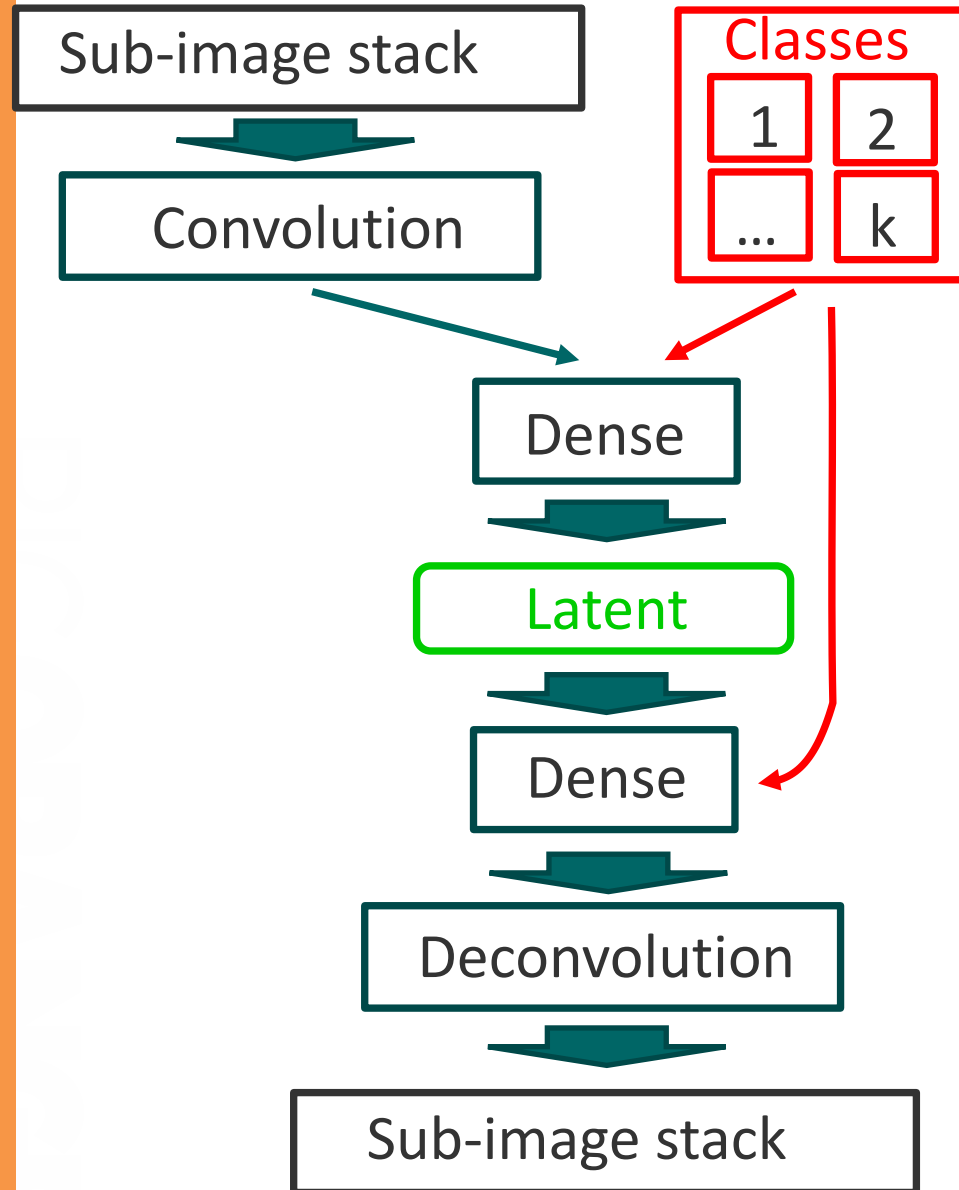 Sub-image stack
Classes
1 2
... k
Convolution
Dense
Latent
Dense
Deconvolution
Sub-image stack